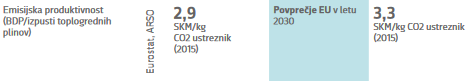 Emisijska produktivnost
(BDP/izpusti toplogrednih
plinov)
Eurostat, ARSO
2,9
SKM/kg
CO2 ustreznik
(2015)
Povprečje EU v letu
2030
3,3
SKM/kg CO2 ustreznik
(2015)